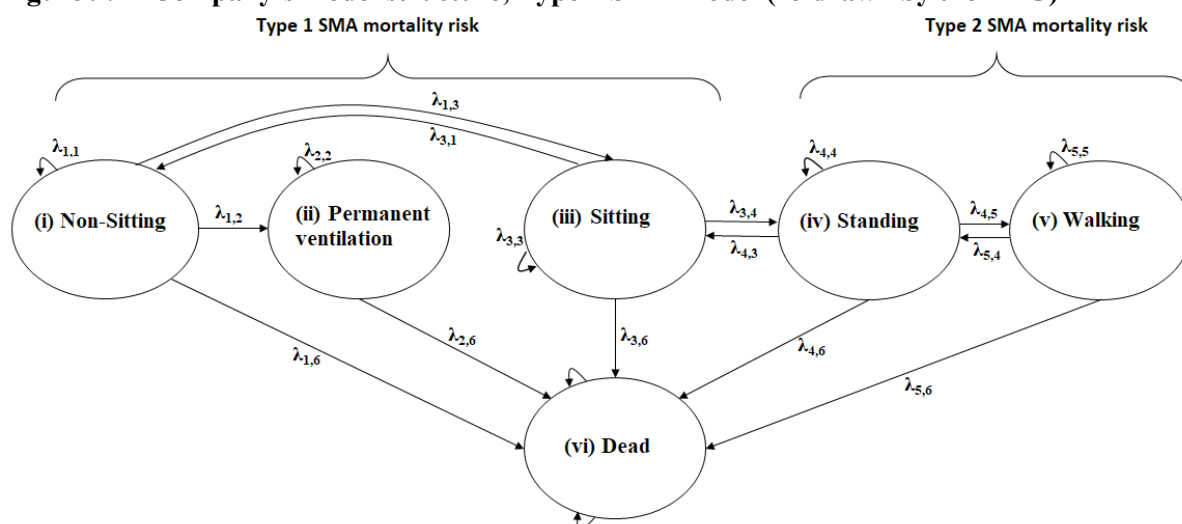 Type 1 SMA mortality risk
Type 2 SMA mortality risk
λ1,3
λ3,1
λ1,1
λ2,2
λ4,4
λ5,5
(i) Non-Sitting
λ1,2
(ii) Permanent
ventilation
(iii) Sitting
λ3,3
λ3,4
λ4,3
(iv) Standing
λ4,5
λ5,4
(v) Walking
λ1,6
λ2,6
λ3,6
λ4,6
λ5,6
(vi) Dead